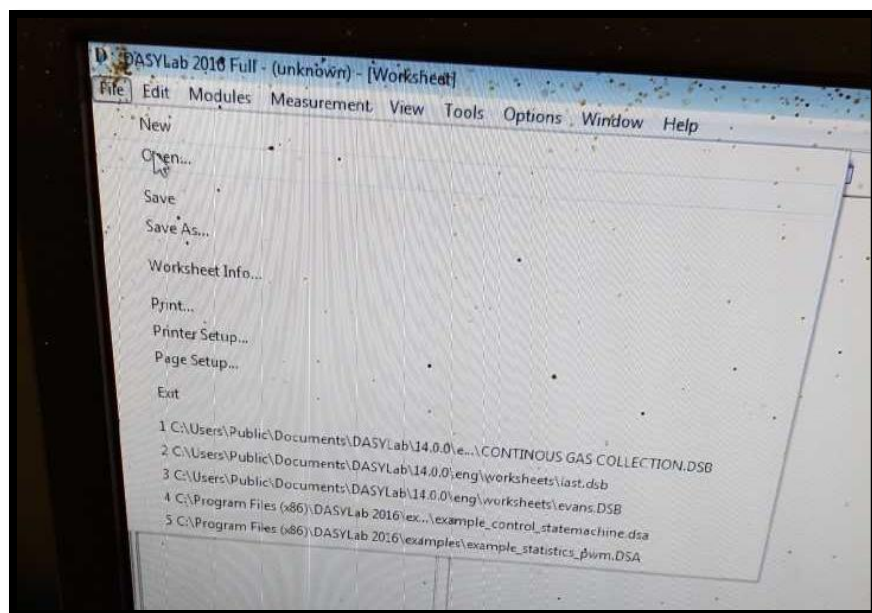 DASYLab 2016 Full - (unknown) - [Worksheet]
File Edit Modules Measurement View Tools Options Window Help
New
Open...
Save
Save As...
Worksheet Info...
Print...
Printer Setup...
Page Setup...
Exit
1 C:\Users\Public\Documents\DASYLab\14.0.0\e...\CONTINOUS GAS COLLECTION.DSB
2 C:\Users\Public\Documents\DASYLab\14.0.0\eng\worksheets\last.dsb
3 C:\Users\Public\Documents\DASYLab\14.0.0\eng\worksheets\evans.DSB
4 C:\Program Files (x86)\DASYLab 2016\ex...\example_control_statemachine.dsa
5 C:\Program Files (x86)\DASYLab 2016\examples\example_statistics_pwm.DSA